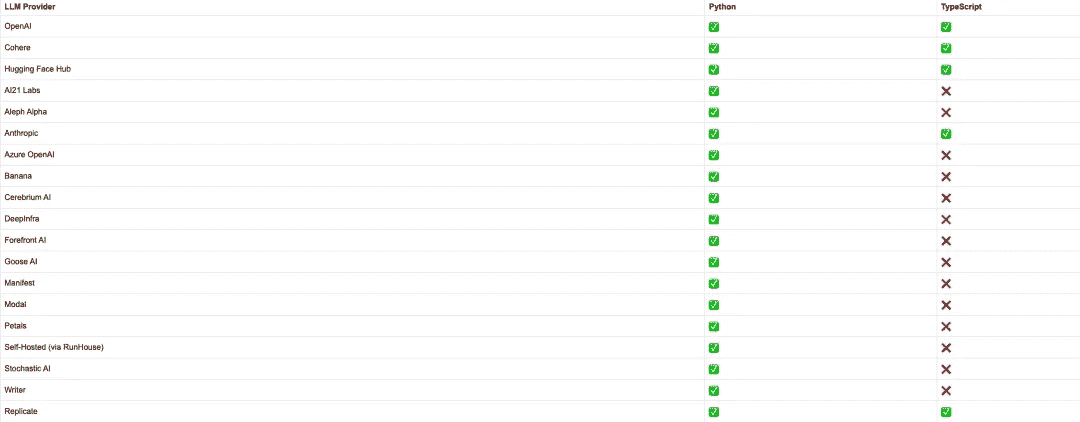 LLM Provider Python TypeScript
OpenAI ✅ ✅
Cohere ✅ ✅
Hugging Face Hub ✅ ✅
AI21 Labs ✅ ❌
Aleph Alpha ✅ ❌
Anthropic ✅ ✅
Azure OpenAI ✅ ❌
Banana ✅ ❌
Cerebrium AI ✅ ❌
DeepInfra ✅ ❌
Forefront AI ✅ ❌
Goose AI ✅ ❌
Manifest ✅ ❌
Modal ✅ ❌
Petals ✅ ❌
Self-Hosted (via RunHouse) ✅ ❌
Stochastic AI ✅ ❌
Writer ✅ ❌
Replicate ✅ ✅